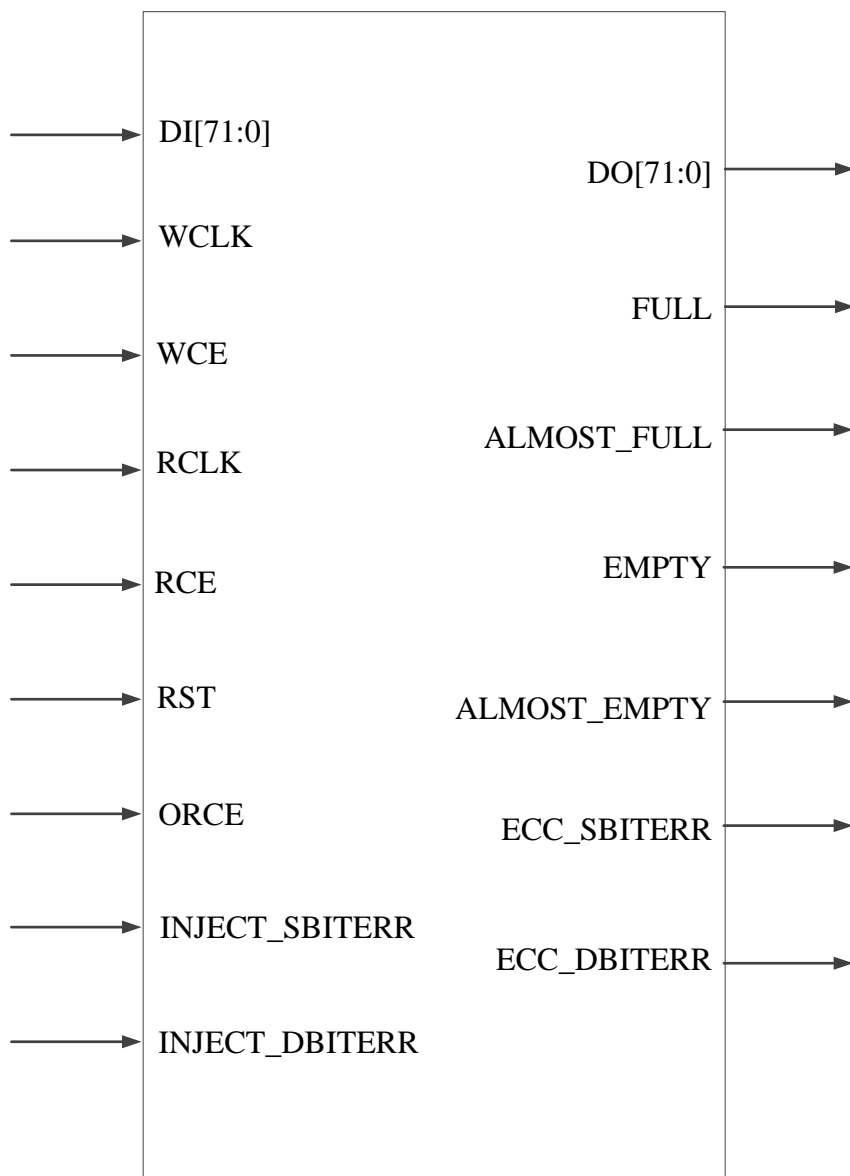 DI[71:0]
WCLK
WCE
RCLK
RCE
RST
ORCE
INJECT_SBITERR
INJECT_DBITERR
DO[71:0]
FULL
ALMOST_FULL
EMPTY
ALMOST_EMPTY
ECC_SBITERR
ECC_DBITERR